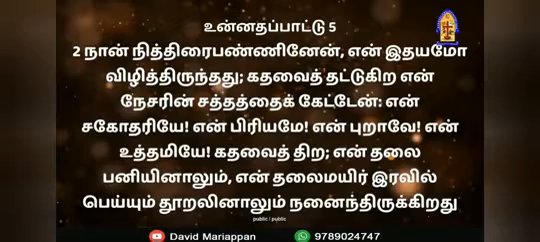 உன்னதப்பாட்டு 5
2 நான் நித்திரைபண்ணினேன், என் இதயமோ
விழித்திருந்தது; கதவைத் தட்டுகிற என்
நேசரின் சத்தத்தைக் கேட்டேன்: என்
சகோதரியே! என் பிரியமே! என் புறாவே! என்
உத்தமியே! கதவைத் திற; என் தலை
பனியினாலும், என் தலைமயிர் இரவில்
பெய்யும் தூறலினாலும் நனைந்திருக்கிறது
public / public
David Mariappan 9789024747